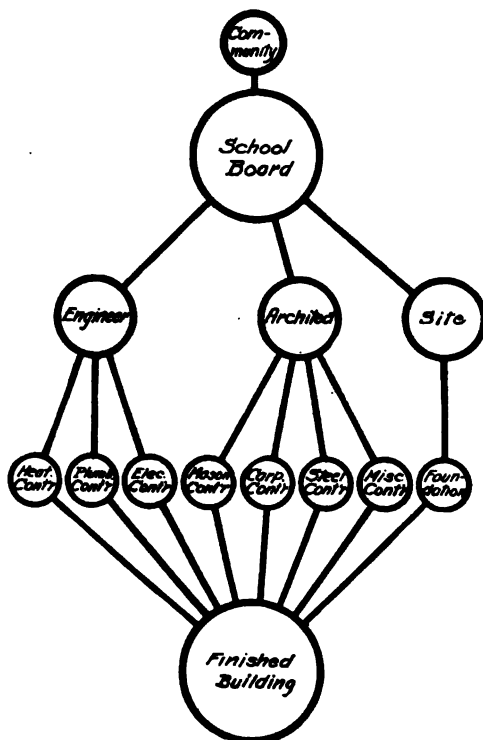 Com-
munity
School
Board
Engineer
Architect
Site
Heat.
Contr
Plumb.
Contr
Elec.
Contr
Mason
Contr
Carp.
Contr
Steel
Contr
Misc
Contr
Foun-
dation
Finished
Building